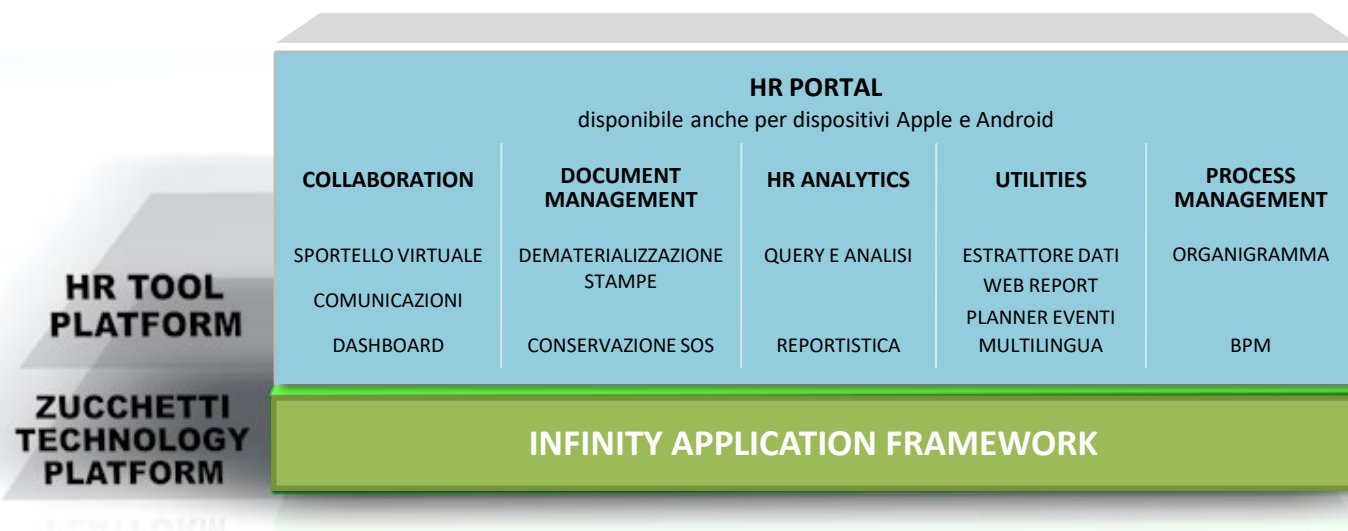 HR PORTAL
disponibile anche per dispositivi Apple e Android
COLLABORATION
SPORTELLO VIRTUALE
COMUNICAZIONI
DASHBOARD
DOCUMENT
MANAGEMENT
DEMATERIALIZZAZIONE
STAMPE
CONSERVAZIONE SOS
HR ANALYTICS
QUERY E ANALISI
REPORTISTICA
UTILITIES
ESTRATTORE DATI
WEB REPORT
PLANNER EVENTI
MULTILINGUA
PROCESS
MANAGEMENT
ORGANIGRAMMA
BPM
HR TOOL
PLATFORM
ZUCCHETTI
TECHNOLOGY
PLATFORM
INFINITY APPLICATION FRAMEWORK